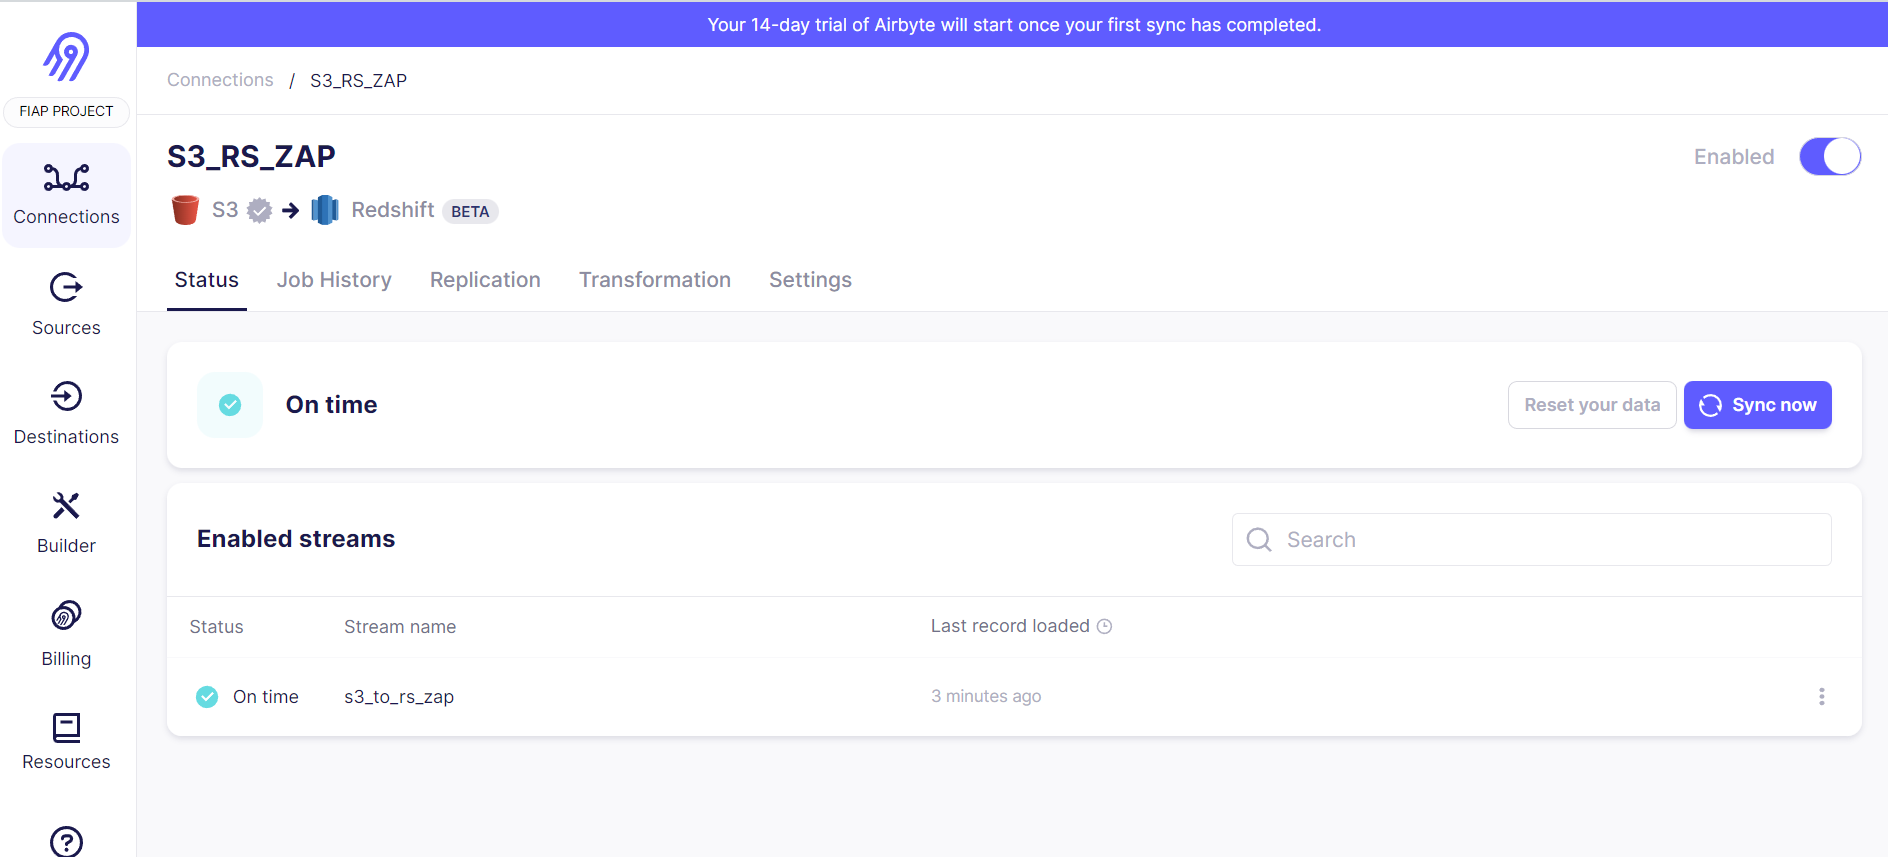 Your 14-day trial of Airbyte will start once your first sync has completed.
FIAP PROJECT
Connections
Sources
Destinations
Builder
Billing
Resources
Connections / S3_RS_ZAP
S3_RS_ZAP
Enabled
S3 Redshift BETA
Status Job History Replication Transformation Settings
On time
Reset your data Sync now
Enabled streams
Search
Status Stream name Last record loaded
On time s3_to_rs_zap 3 minutes ago